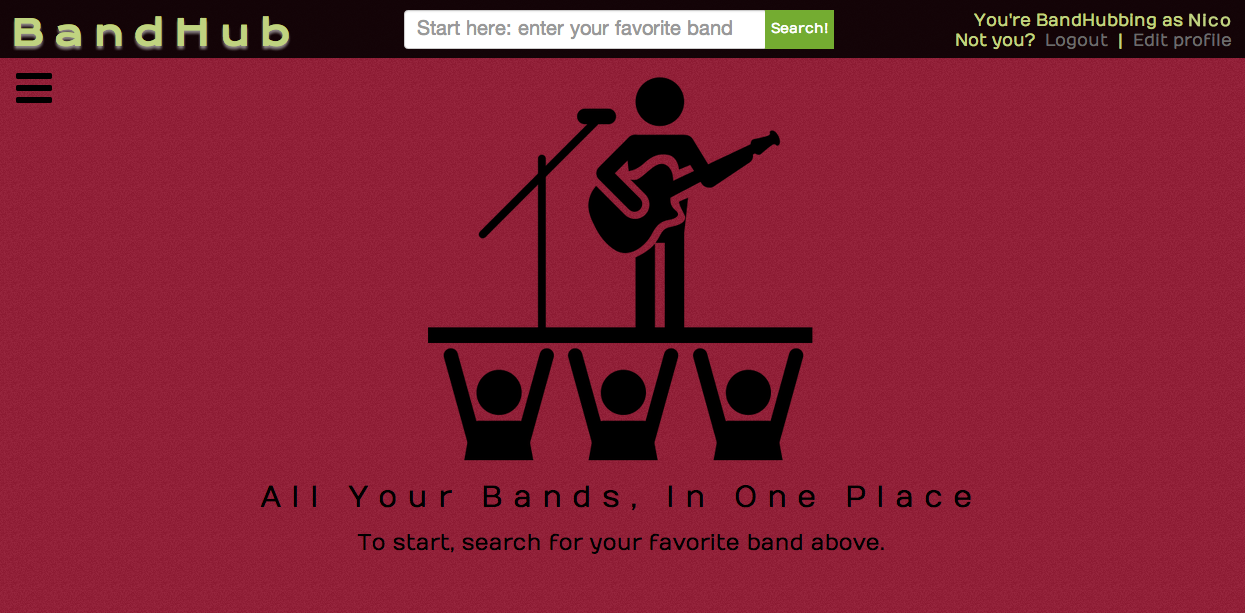 BandHub
Start here: enter your favorite band
Search!
You're BandHubbing as Nico
Not you? Logout | Edit profile
All Your Bands, In One Place
To start, search for your favorite band above.